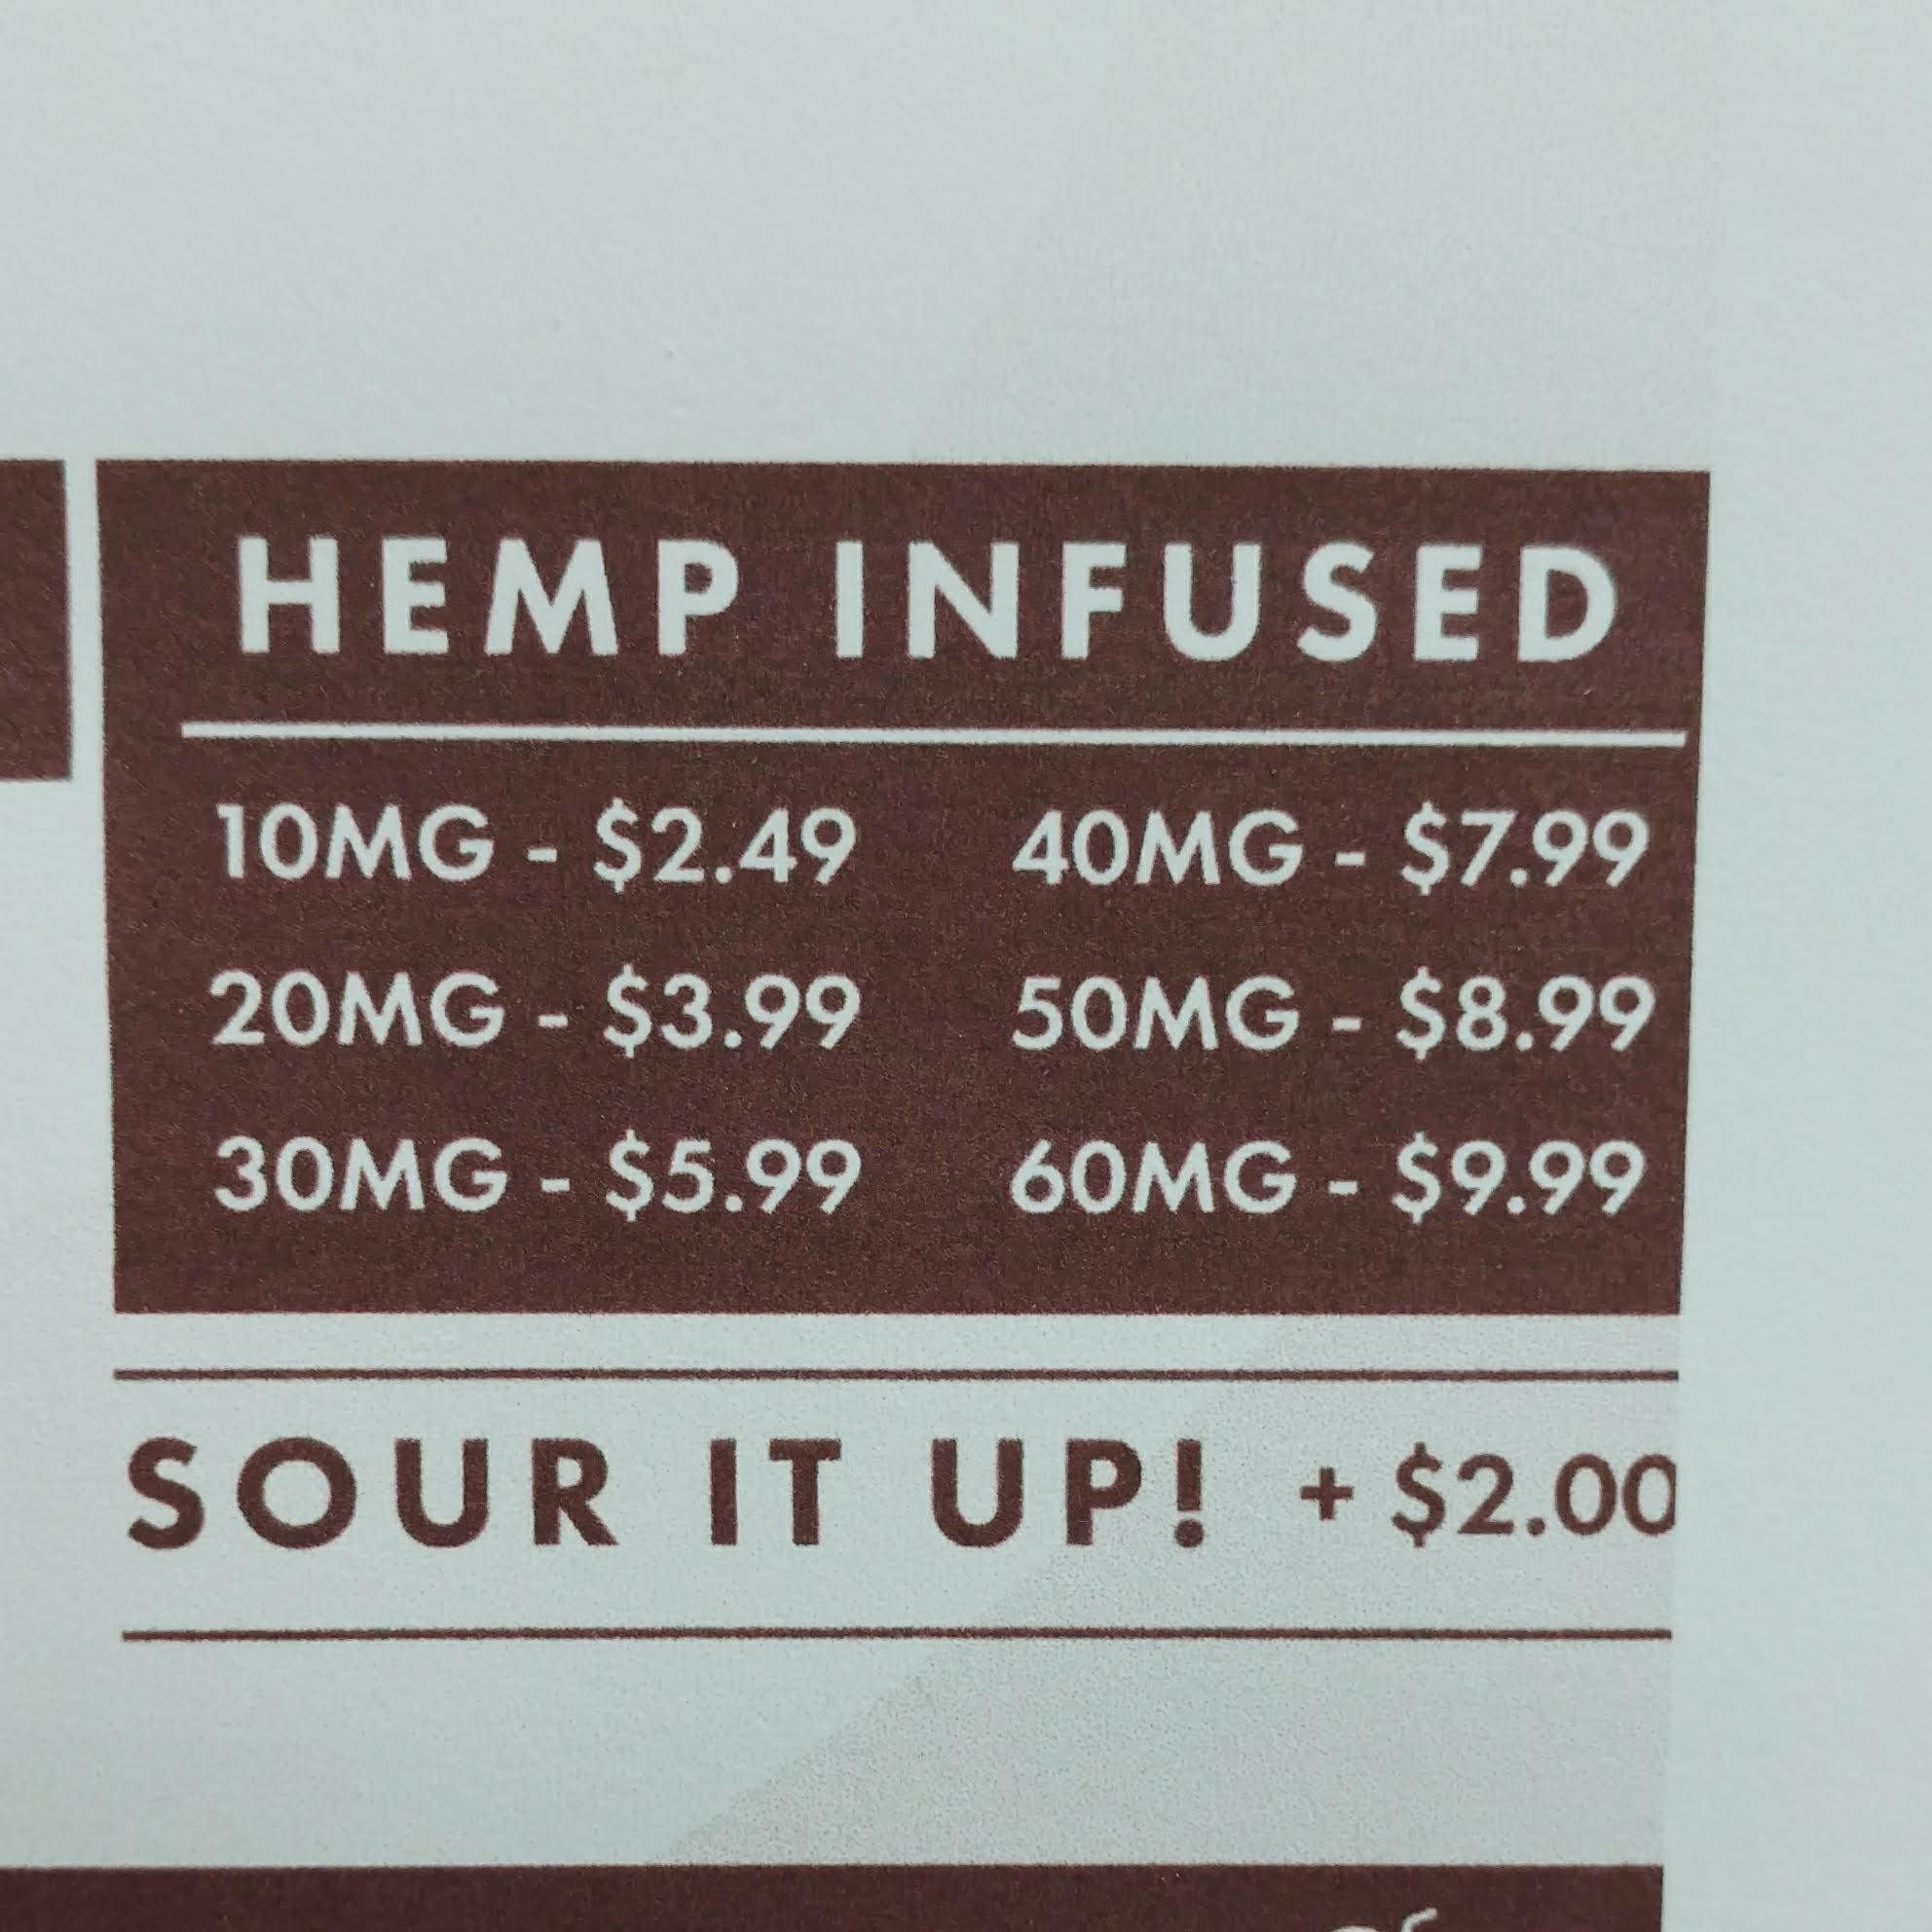 HEMP INFUSED
10MG - $2.49 40MG - $7.99
20MG - $3.99 50MG - $8.99
30MG - $5.99 60MG - $9.99
SOUR IT UP! + $2.00